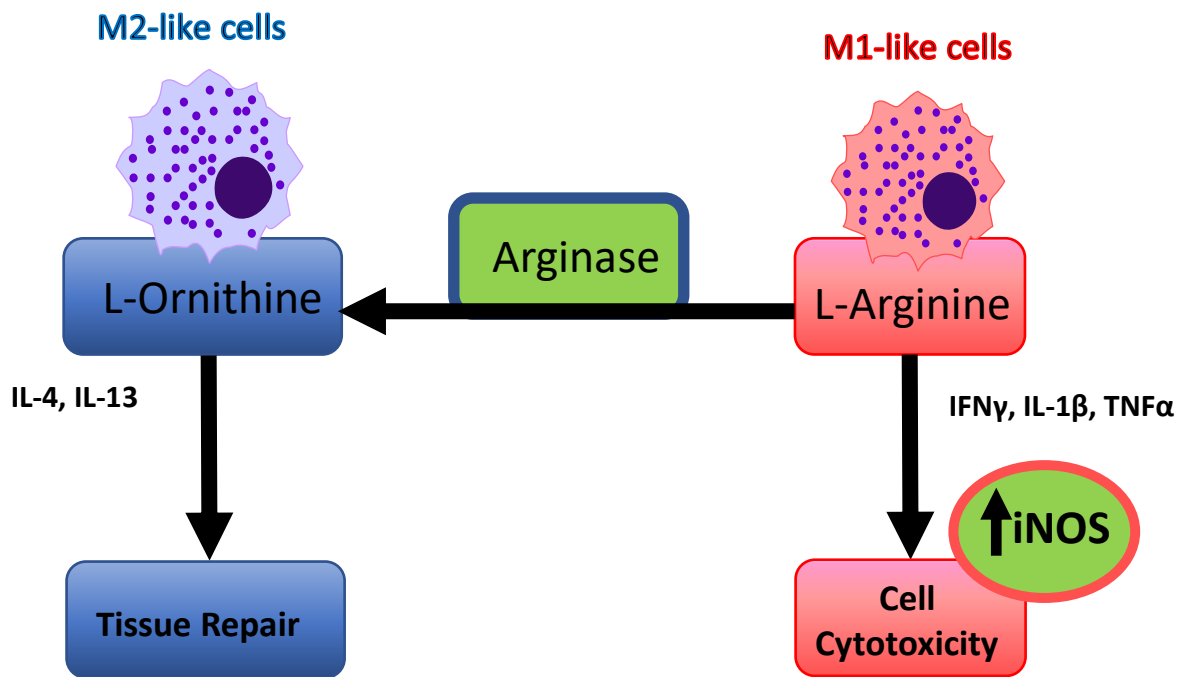 M2-like cells
M1-like cells
Arginase
L-Ornithine
L-Arginine
IL-4, IL-13
IFNγ, IL-1β, TNFα
iNOS
Tissue Repair
Cell
Cytotoxicity